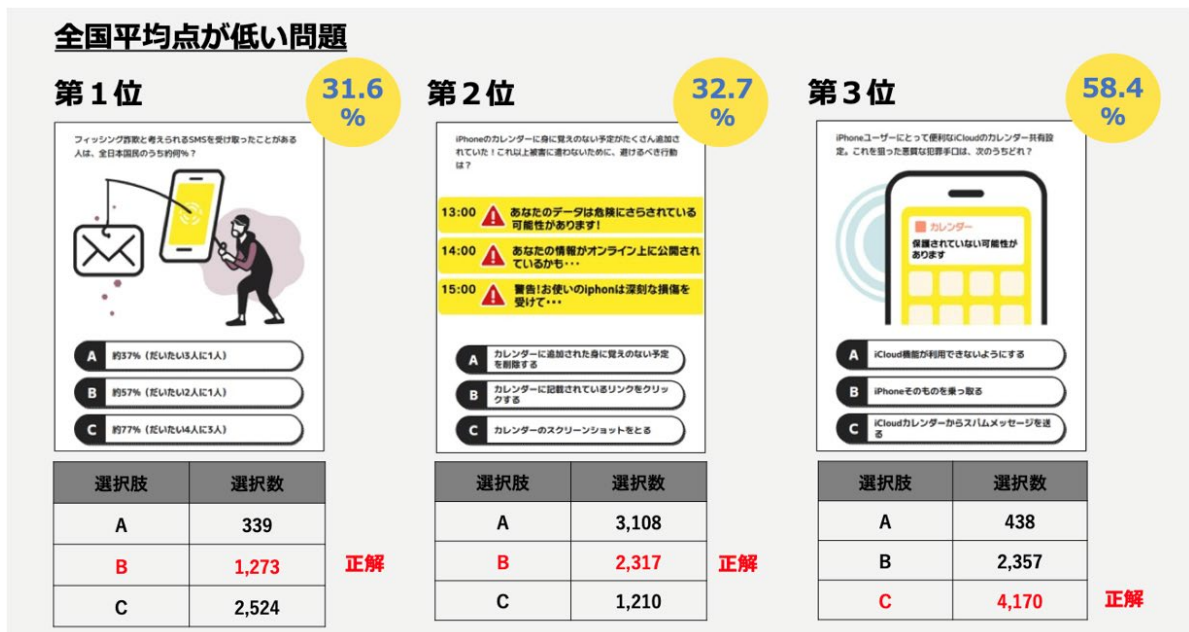 全国平均点が低い問題
第1位
31.6
%
フィッシング詐欺と考えられるSMSを受け取ったことがある
人は、全日本国民のうち約何%?
A 約37%(だいたい3人に1人)
B 約57%(だいたい2人に1人)
C 約77%(だいたい4人に3人)
選択肢 選択数
A 339
B 1,273 正解
C 2,524
第2位
32.7
%
iPhoneのカレンダーに身に覚えのない予定がたくさん追加さ
れていた!これ以上被害に遭わないために、避けるべき行動
は?
13:00 あなたのデータは危険にさらされている
可能性があります!
14:00 あなたの情報がオンライン上に公開され
ているかも・・・
15:00 警告!お使いのiphonは深刻な損傷を
受けて・・・
A カレンダーに追加された身に覚えのない予定
を削除する
B カレンダーに記載されているリンクをクリッ
クする
C カレンダーのスクリーンショットをとる
選択肢 選択数
A 3,108
B 2,317 正解
C 1,210
第3位
58.4
%
iPhoneユーザーにとって便利なiCloudのカレンダー共有設
定。これを狙った悪質な犯罪手口は、次のうちどれ?
カレンダー
保護されていない可能性が
あります
A iCloud機能が利用できないようにする
B iPhoneそのものを乗っ取る
C iCloudカレンダーからスパムメッセージを送
る
選択肢 選択数
A 438
B 2,357
C 4,170 正解